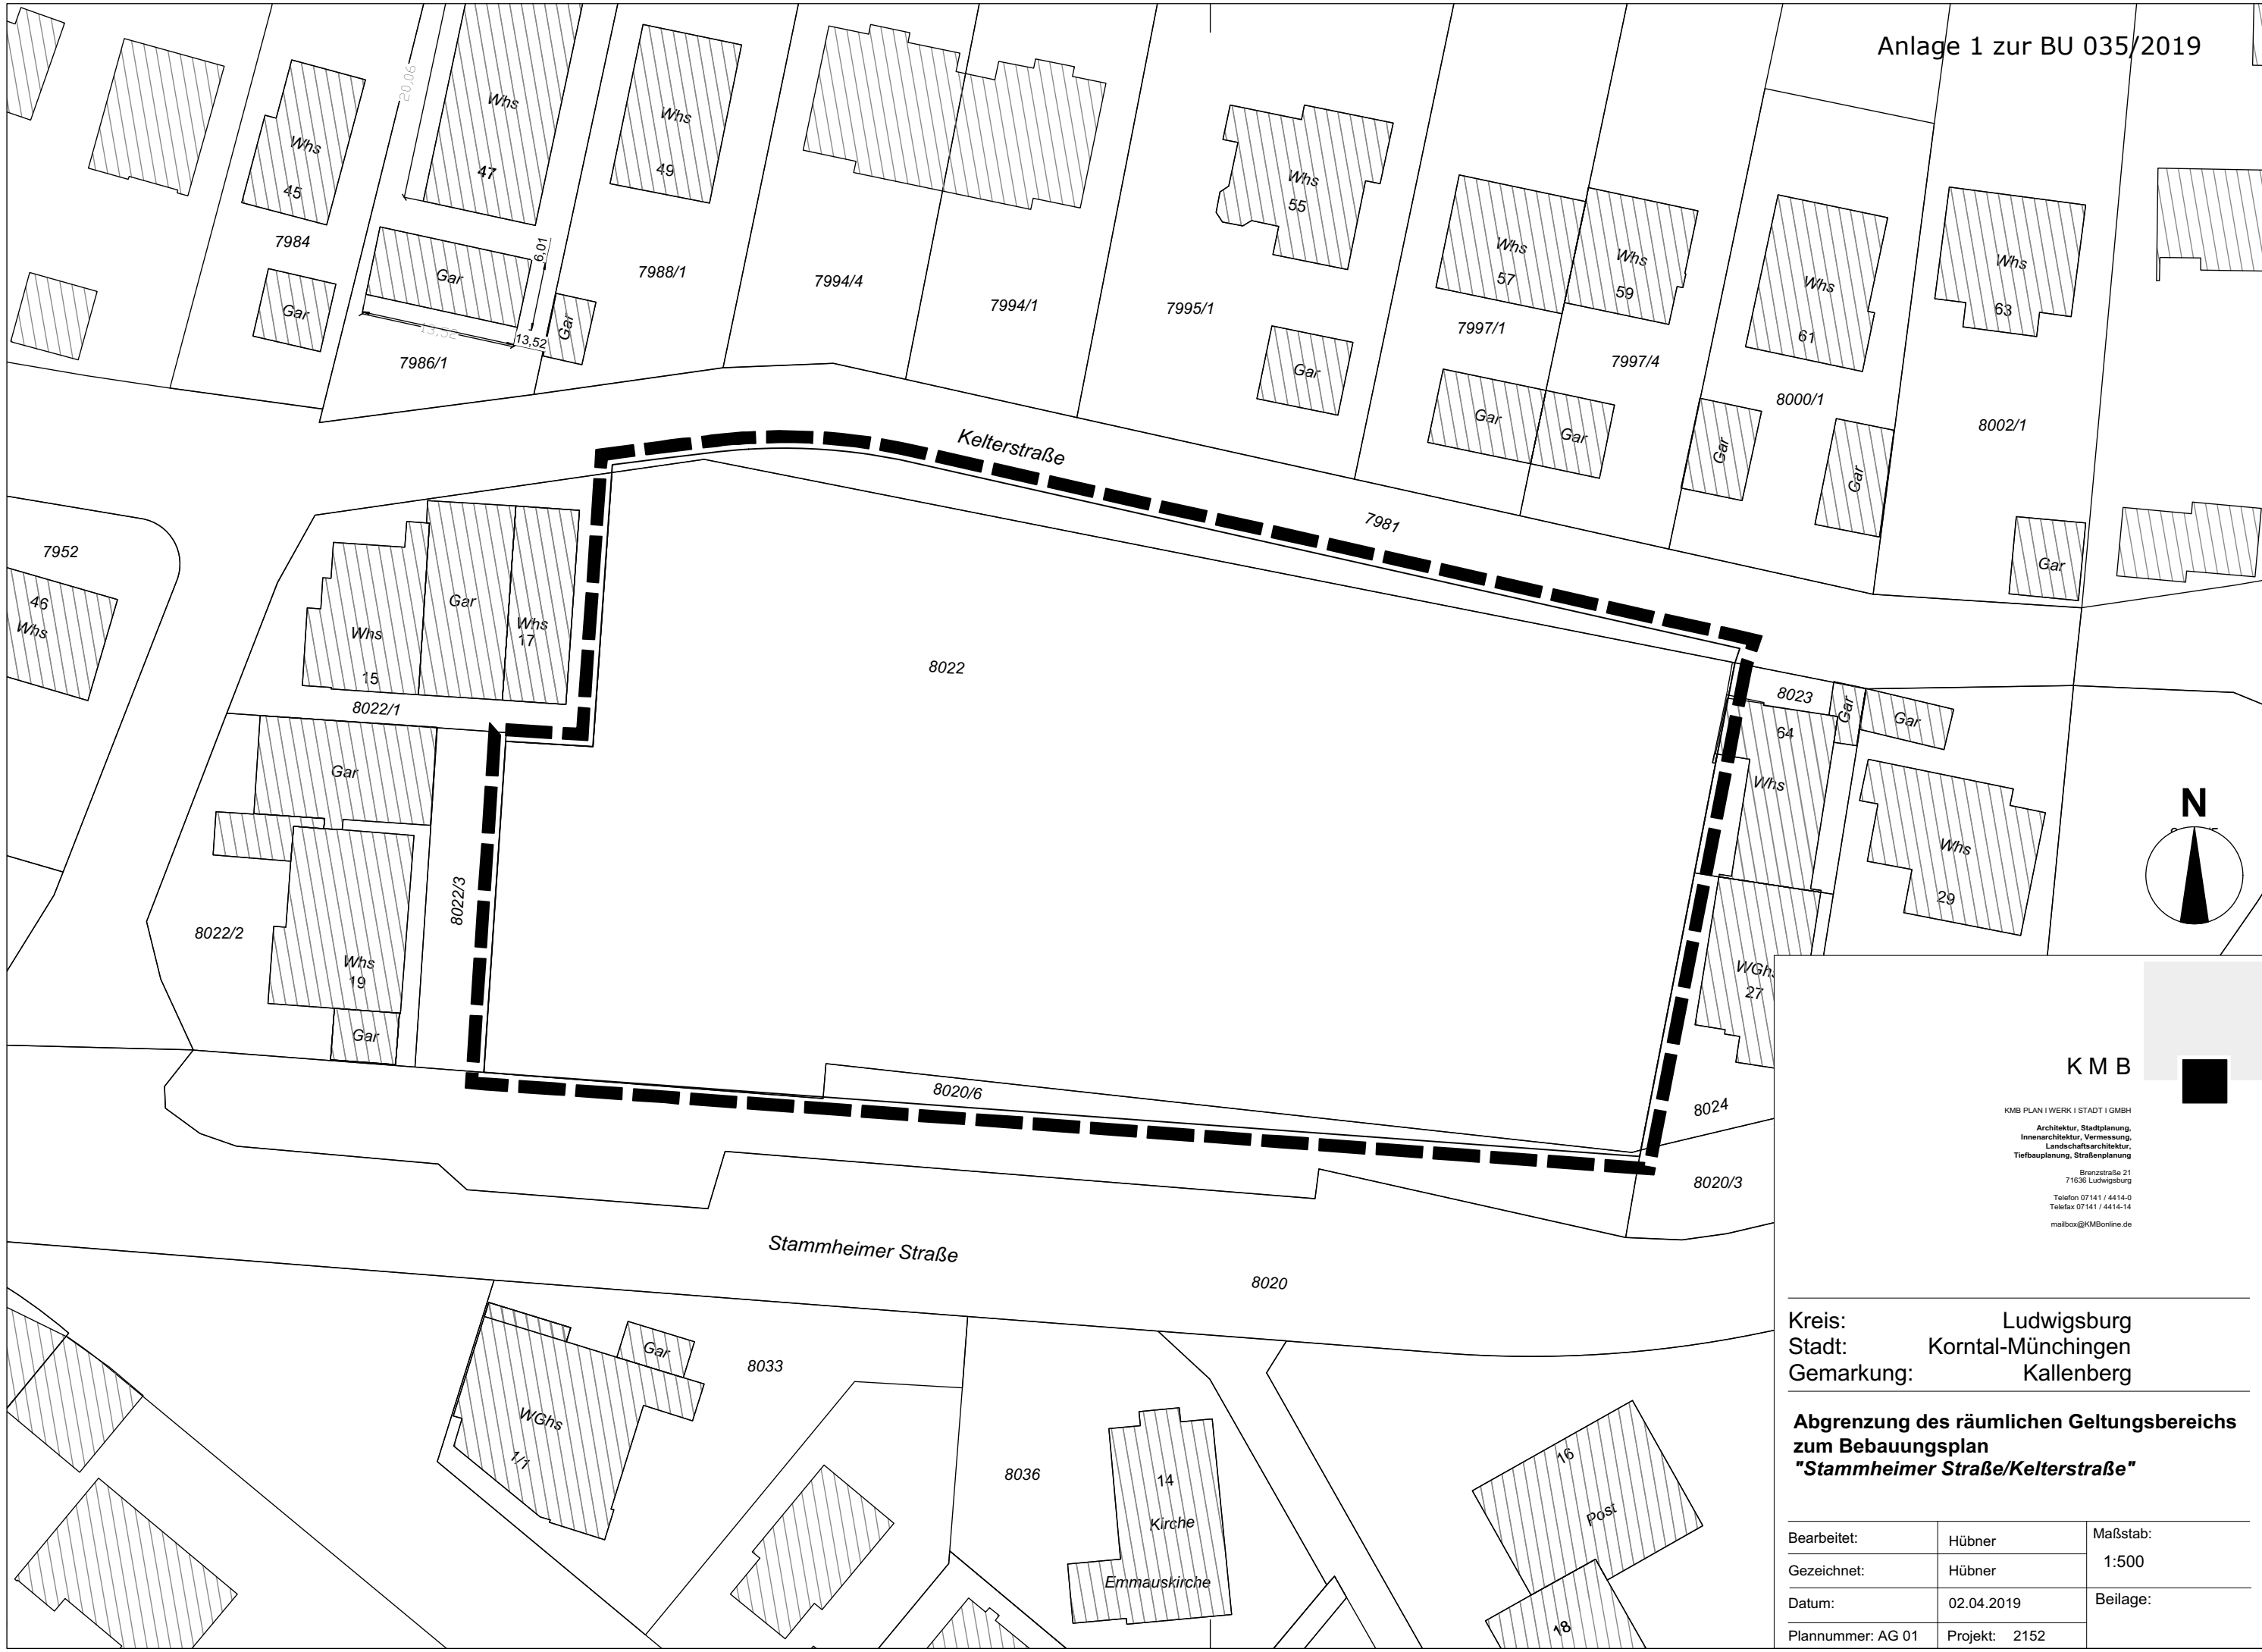 Anlage 1 zur BU 035/2019
20,06
Whs
45
Whs
47
Whs
49
Whs
55
Whs
57
Whs
59
Whs
61
Whs
63
7984
Gar
Gar
6,01
13,52
13,52
Gar
7986/1
7988/1
7994/4
7994/1
7995/1
Gar
7997/1
7997/4
Gar
Gar
8000/1
Gar
Gar
8002/1
Gar
Kelterstraße
7981
7952
46
Whs
Whs
15
Gar
Whs
17
8022/1
8022
8023
Gar
Gar
64
Whs
Gar
8022/3
8022/2
Whs
19
Gar
Whs
29
N
WGhs
27
8020/6
8024
8020/3
Stammheimer Straße
8020
Gar
8033
WGhs
1/1
8036
14
Kirche
Emmauskirche
16
Post
18
K M B
KMB PLAN I WERK I STADT I GMBH
Architektur, Stadtplanung,
Innenarchitektur, Vermessung,
Landschaftsarchitektur,
Tiefbauplanung, Straßenplanung
Brenzstraße 21
71636 Ludwigsburg
Telefon 07141 / 4414-0
Telefax 07141 / 4414-14
mailbox@KMBonline.de
Kreis: Ludwigsburg
Stadt: Korntal-Münchingen
Gemarkung: Kallenberg
Abgrenzung des räumlichen Geltungsbereichs
zum Bebauungsplan
"Stammheimer Straße/Kelterstraße"
Bearbeitet: Hübner
Maßstab:
1:500
Gezeichnet: Hübner
Datum: 02.04.2019
Beilage:
Plannummer: AG 01 Projekt: 2152